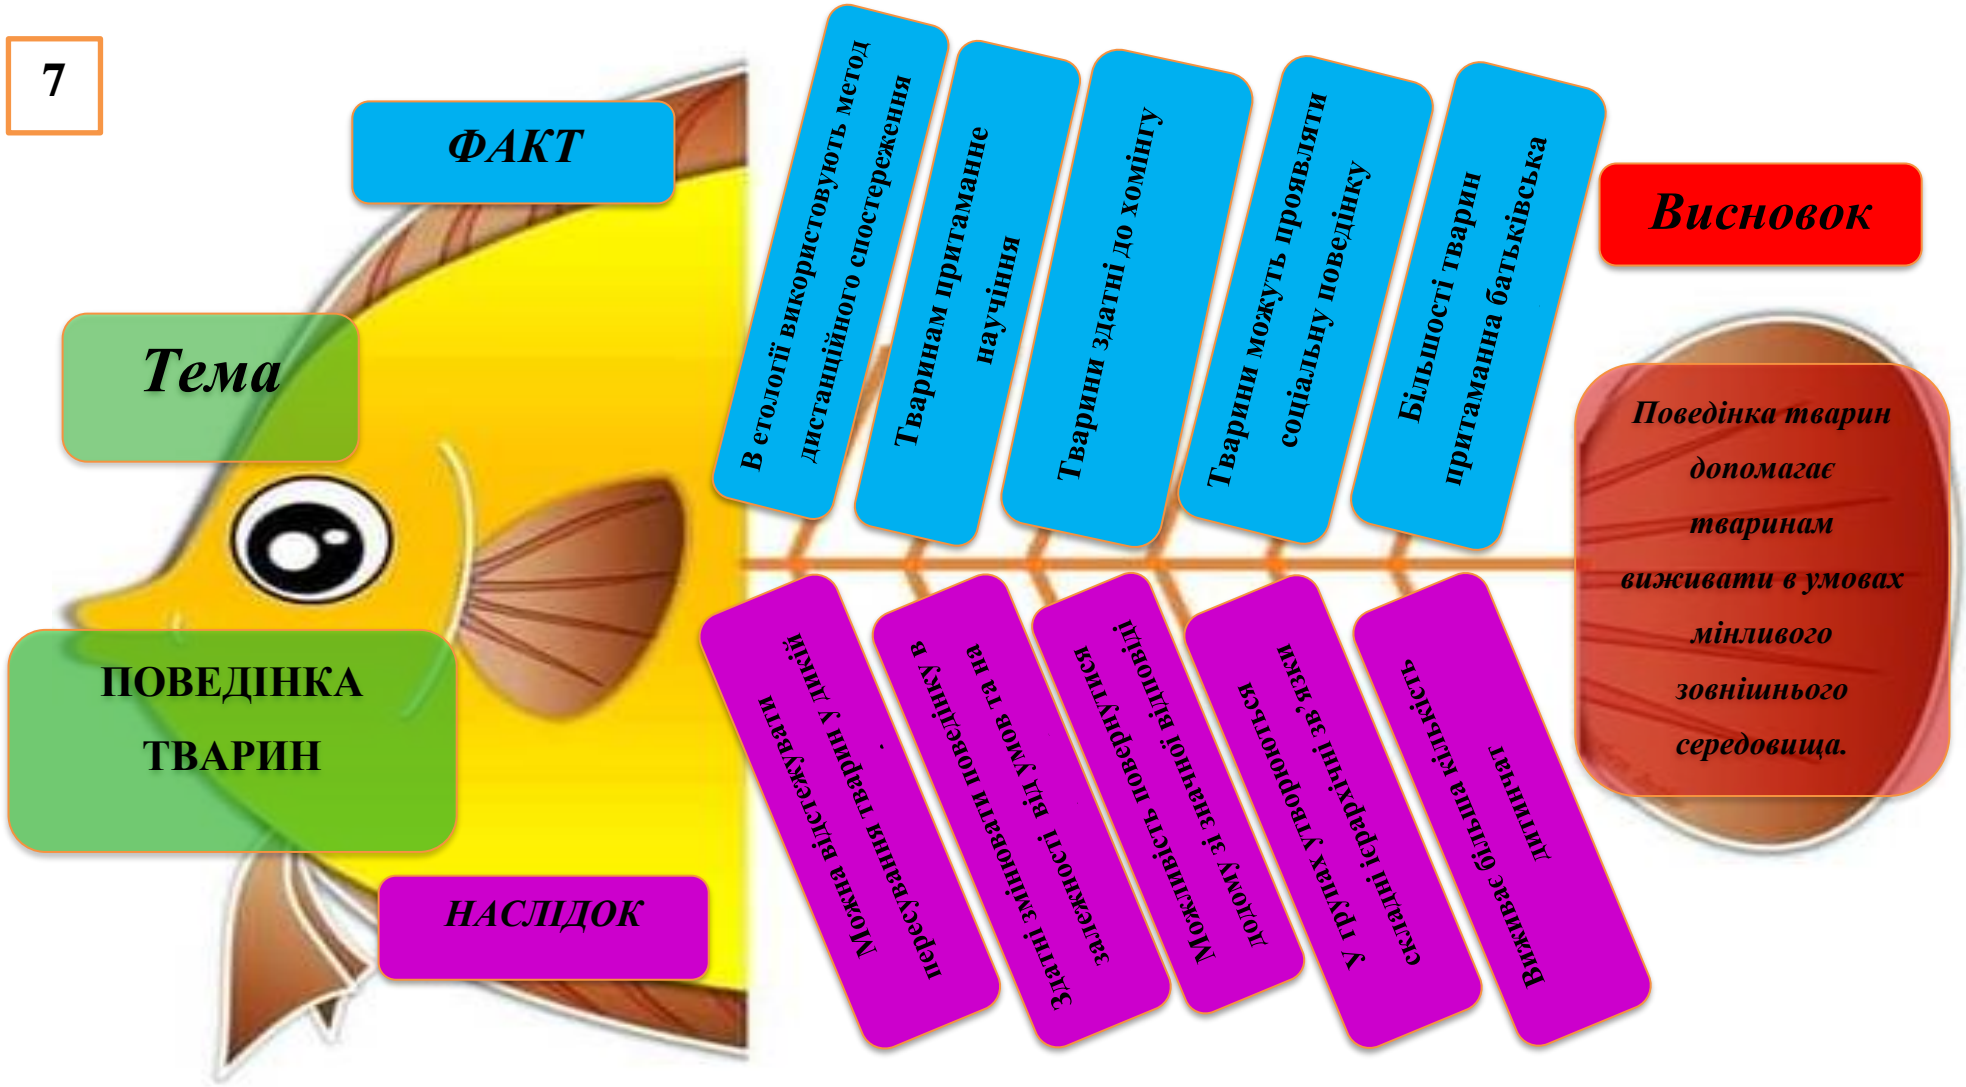 7
ФАКТ
Тема
ПОВЕДІНКА
ТВАРИН
НАСЛІДОК
В етології використовують метод
дистанційного спостереження
Тваринам притаманне
научіння
Тварини здатні до хомінгу
Тварини можуть проявляти
соціальну поведінку
Більшості тварин
притаманна батьківська
Можна відстежувати
пересування тварин у дикій
.
Здатні змінювати поведінку в
залежності від умов та на
Можливість повернутися
додому зі значної відповіді
У групах утворюються
складні ієрархічні зв’язки
Виживає більша кількість
дитинчат
Висновок
Поведінка тварин
допомагає
тваринам
виживати в умовах
мінливого
зовнішнього
середовища.